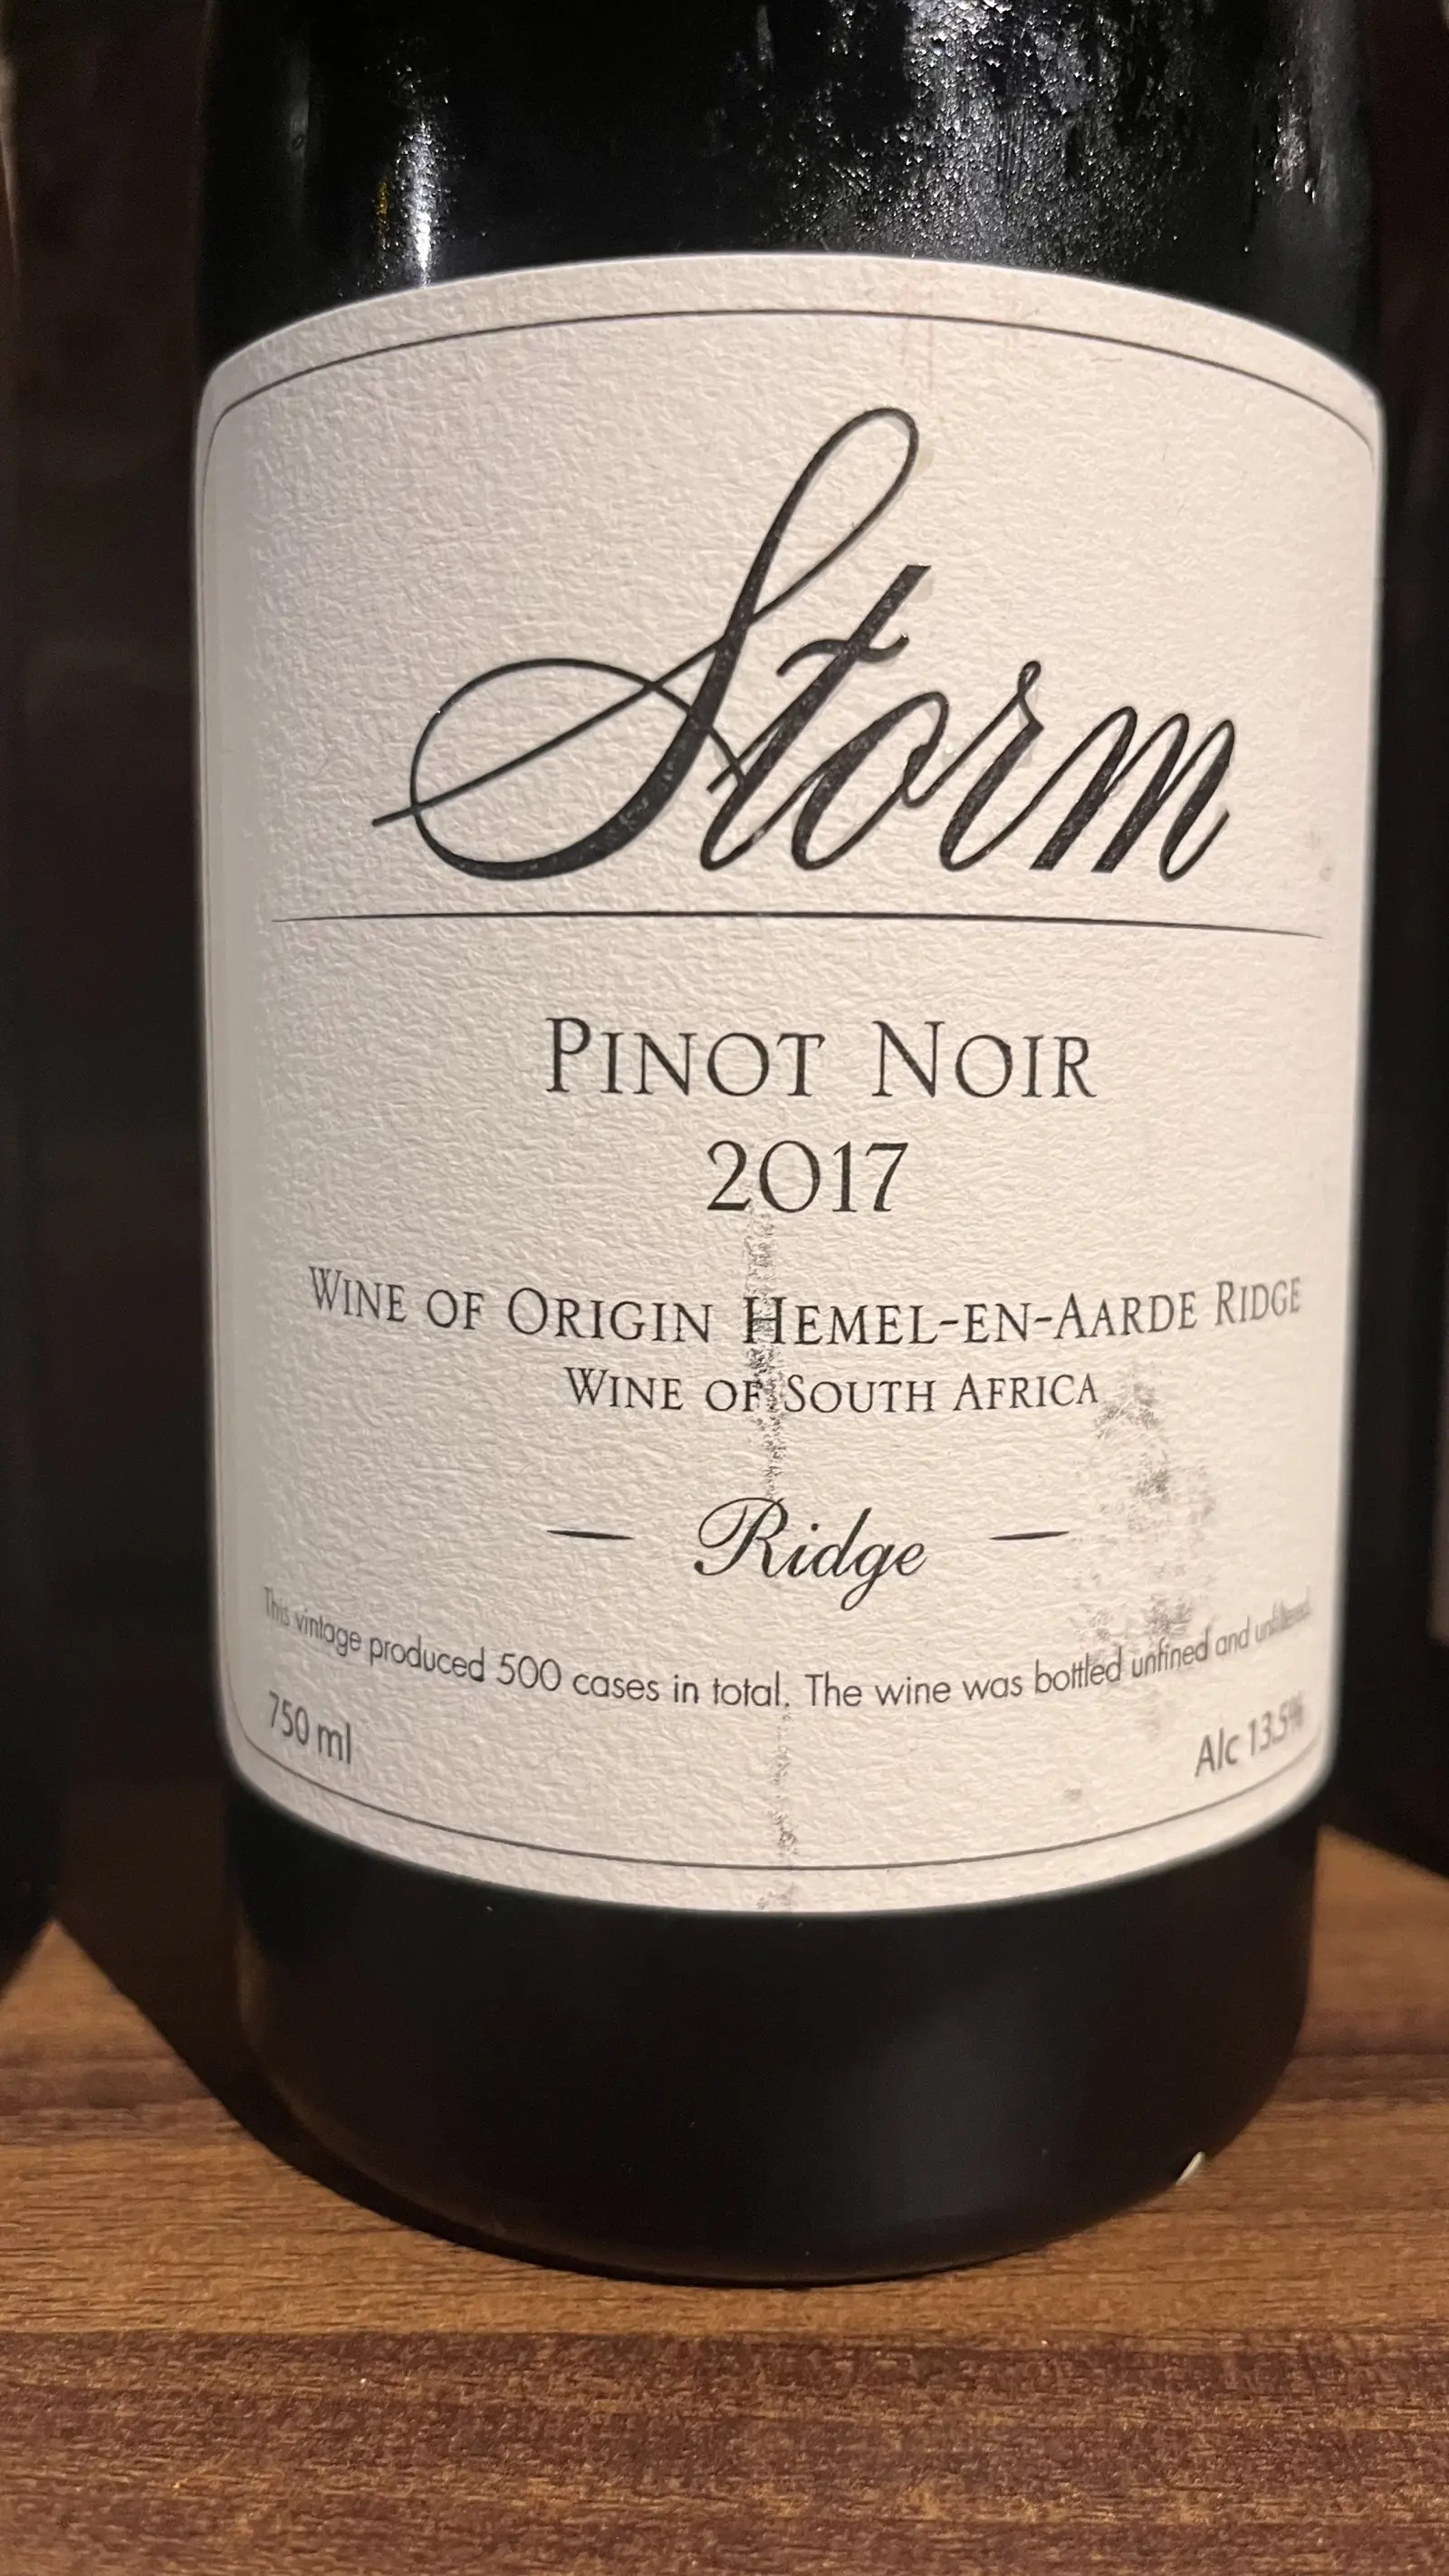 Storm
PINOT NOIR
2017
WINE OF ORIGIN HEMEL-EN-AARDE RIDGE
WINE OF SOUTH AFRICA
— Ridge —
This vintage produced 500 cases in total. The wine was bottled unfined and unfiltered.
750 ml
Alc 13.5%